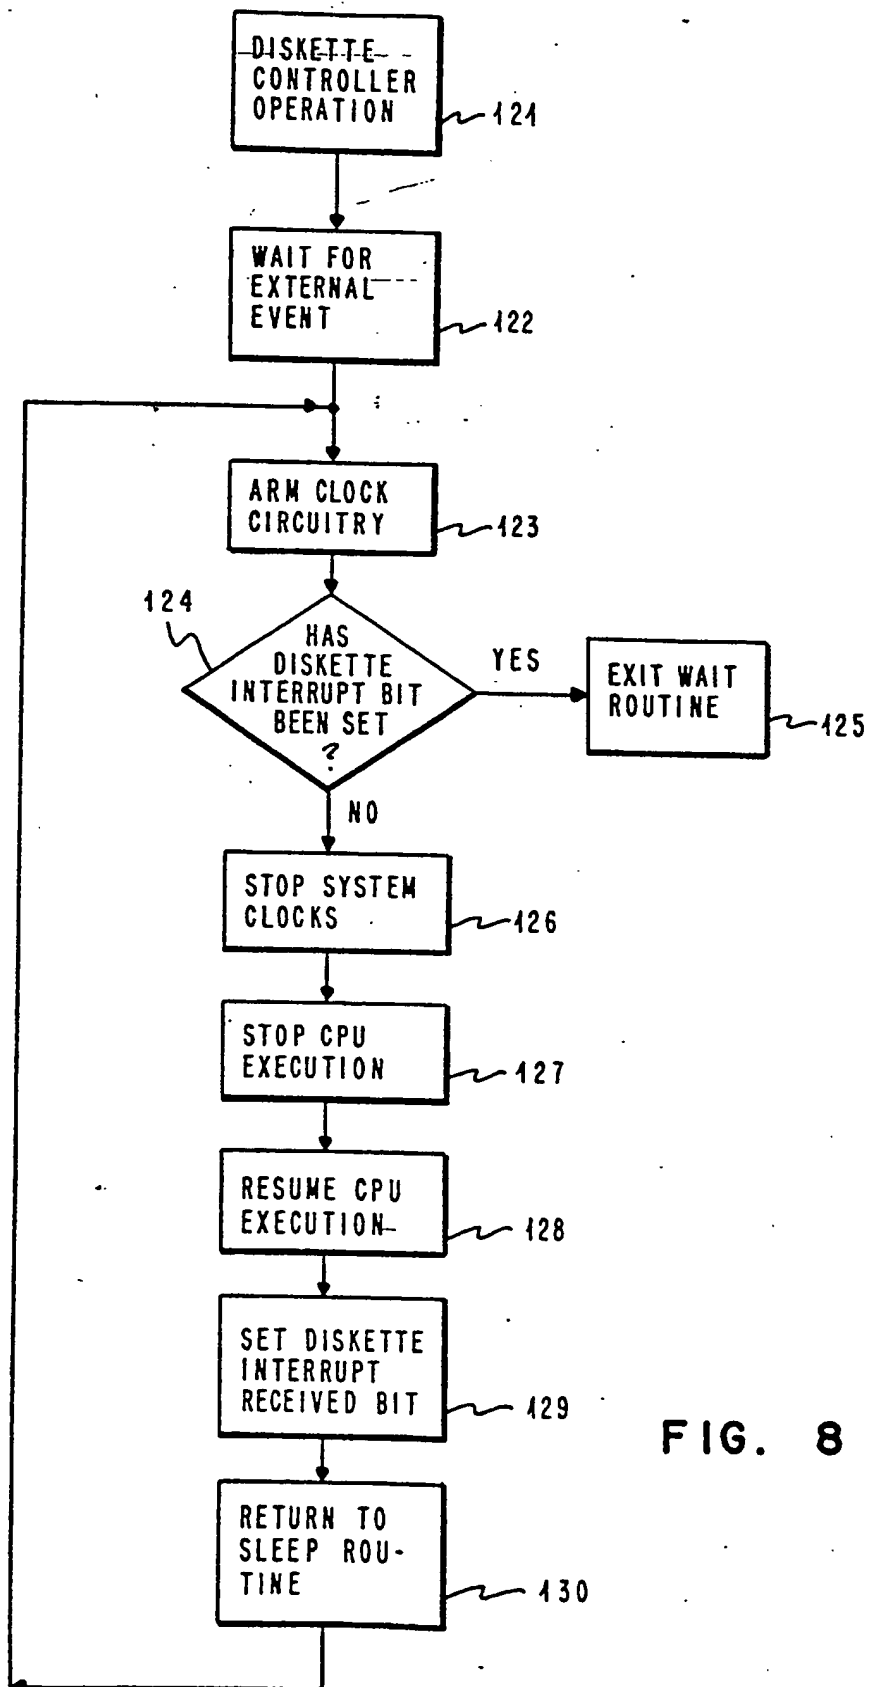 DISKETTE
CONTROLLER
OPERATION
121
WAIT FOR
EXTERNAL
EVENT
122
ARM CLOCK
CIRCUITRY
123
124
HAS
DISKETTE
INTERRUPT BIT
BEEN SET
?
YES
EXIT WAIT
ROUTINE
125
NO
STOP SYSTEM
CLOCKS
126
STOP CPU
EXECUTION
127
RESUME CPU
EXECUTION
128
SET DISKETTE
INTERRUPT
RECEIVED BIT
129
FIG. 8
RETURN TO
SLEEP ROU-
TINE
130